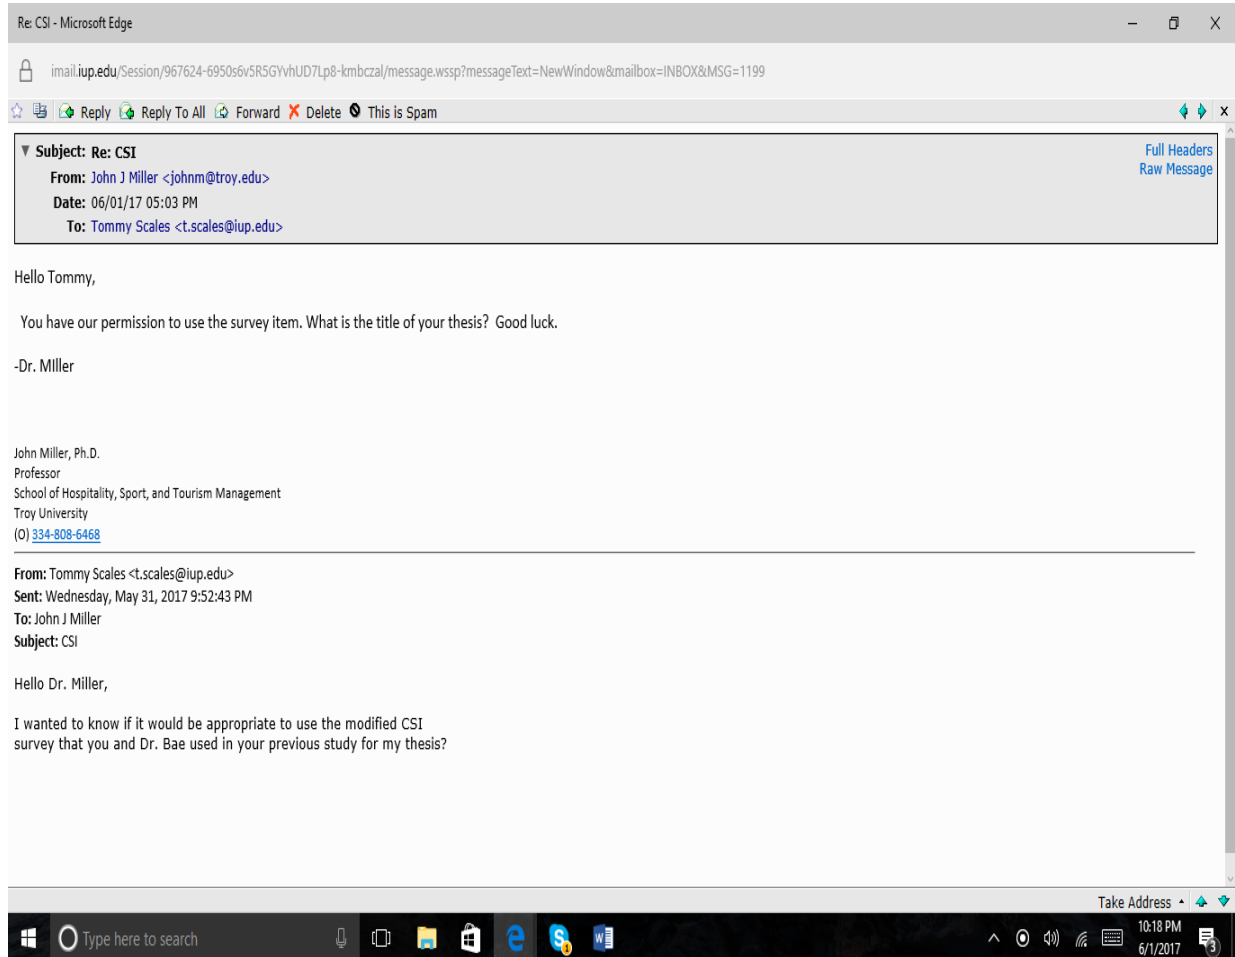 Re: CSI - Microsoft Edge
imail.iup.edu/Session/967624-6950s6v5R5GYvhUD7Lp8-kmbczal/message.wssp?messageText=NewWindow&mailbox=INBOX&MSG=1199
Reply Reply To All Forward Delete This is Spam x
Subject: Re: CSI Full Headers
From: John J Miller <johnm@troy.edu> Raw Message
Date: 06/01/17 05:03 PM
To: Tommy Scales <t.scales@iup.edu>
Hello Tommy,
You have our permission to use the survey item. What is the title of your thesis? Good luck.
-Dr. MIller
John Miller, Ph.D.
Professor
School of Hospitality, Sport, and Tourism Management
Troy University
(O) 334-808-6468
From: Tommy Scales <t.scales@iup.edu>
Sent: Wednesday, May 31, 2017 9:52:43 PM
To: John J Miller
Subject: CSI
Hello Dr. Miller,
I wanted to know if it would be appropriate to use the modified CSI
survey that you and Dr. Bae used in your previous study for my thesis?
Take Address
Type here to search
10:18 PM
6/1/2017